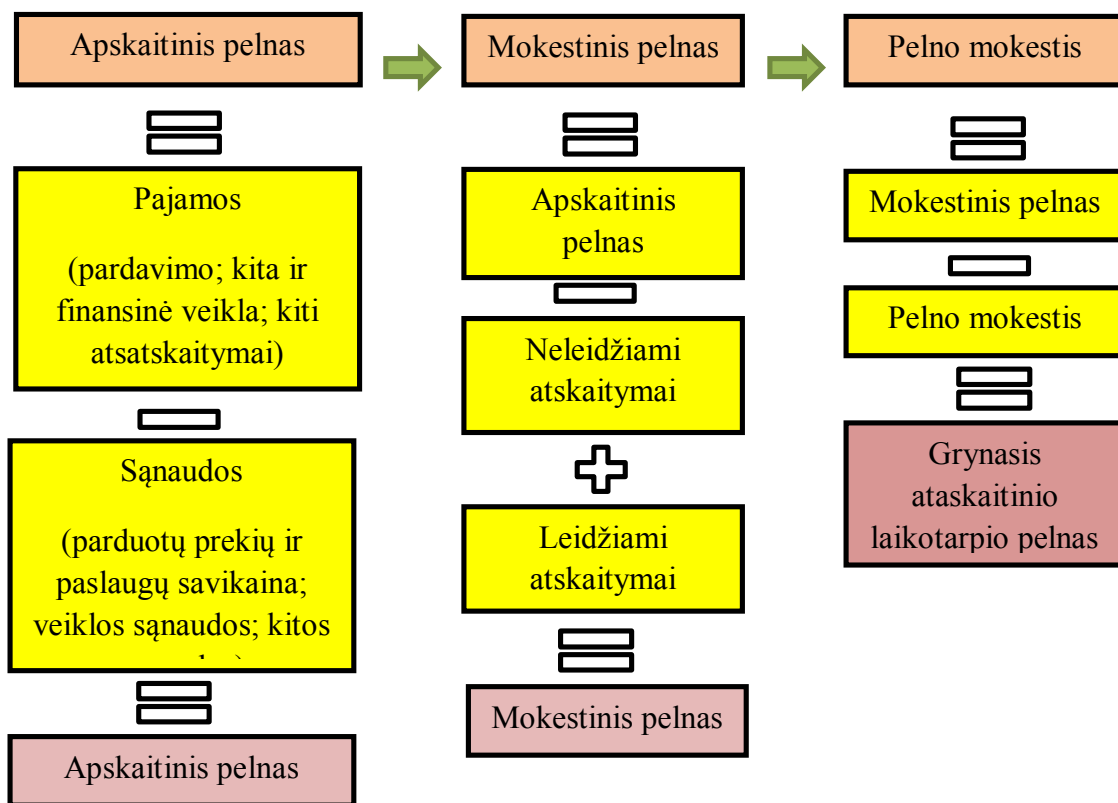 Apskaitinis pelnas
Pajamos
(pardavimo; kita ir
finansinė veikla; kiti
atsatskaitymai)
Sąnaudos
(parduotų prekių ir
paslaugų savikaina;
veiklos sąnaudos; kitos
Apskaitinis pelnas
Mokestinis pelnas
Apskaitinis
pelnas
Neleidžiami
atskaitymai
Leidžiami
atskaitymai
Mokestinis pelnas
Pelno mokestis
Mokestinis pelnas
Pelno mokestis
Grynasis
ataskaitinio
laikotarpio pelnas